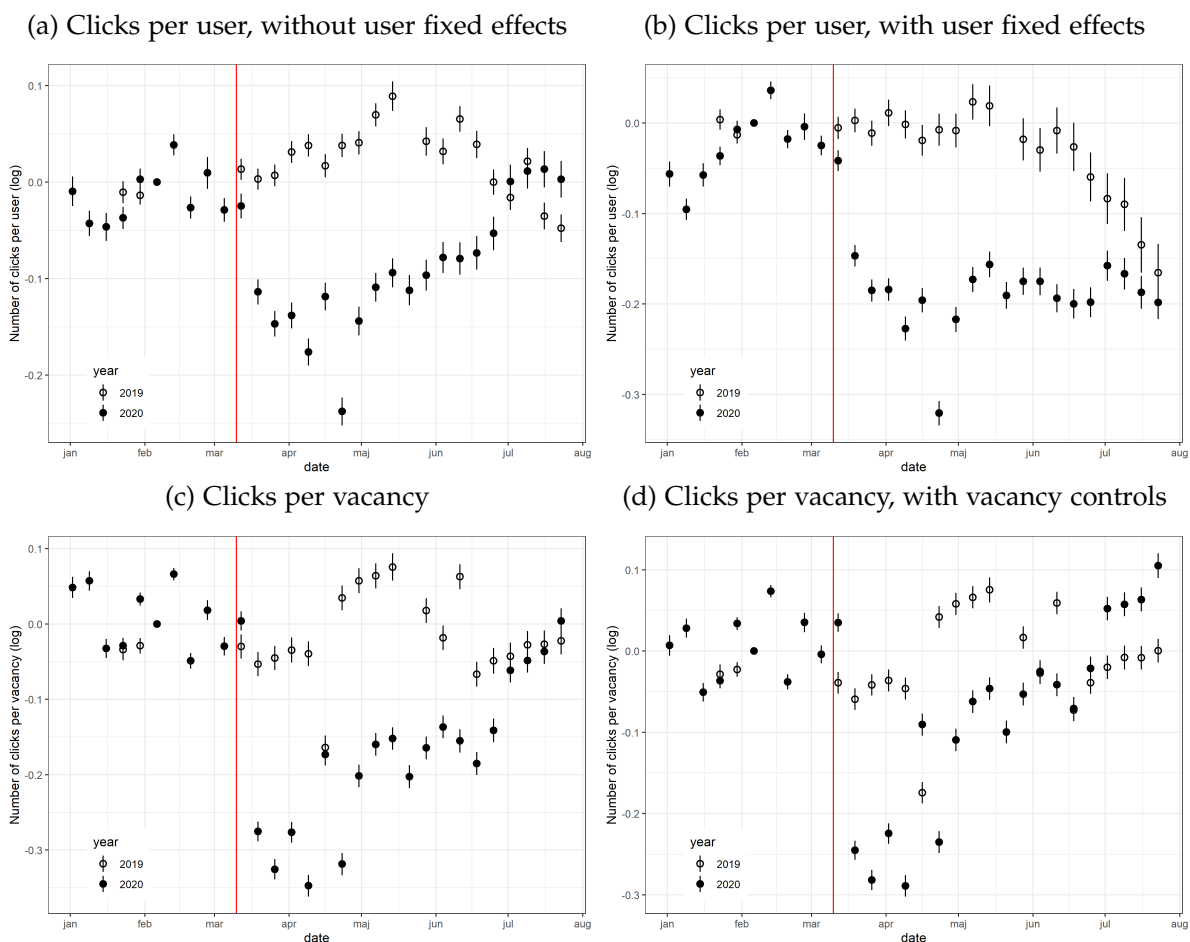 (a) Clicks per user, without user fixed effects
(b) Clicks per user, with user fixed effects
Number of clicks per user (log)
0.1
0.0
-0.1
-0.2
year
2019
2020
jan feb mar apr maj jun jul aug
date
Number of clicks per user (log)
0.0
-0.1
-0.2
-0.3
year
2019
2020
jan feb mar apr maj jun jul aug
date
(c) Clicks per vacancy
(d) Clicks per vacancy, with vacancy controls
Number of clicks per vacancy (log)
0.1
0.0
-0.1
-0.2
-0.3
year
2019
2020
jan feb mar apr maj jun jul aug
date
Number of clicks per vacancy (log)
0.1
0.0
-0.1
-0.2
-0.3
year
2019
2020
jan feb mar apr maj jun jul aug
date